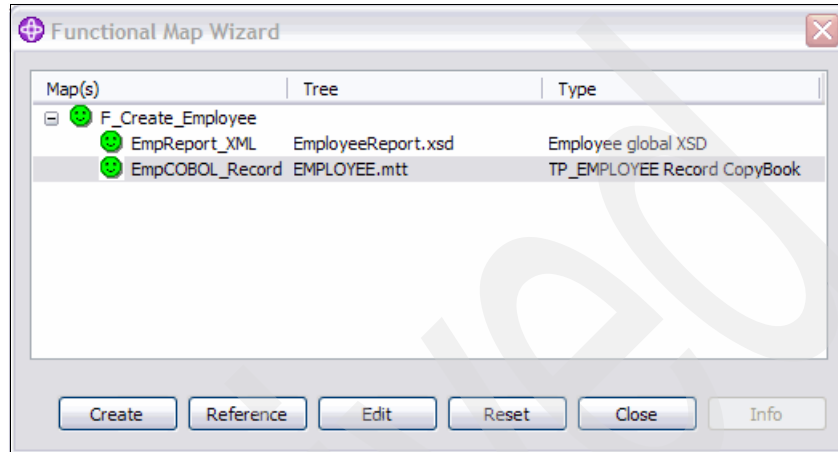 Functional Map Wizard
Map(s) Tree Type
F_Create_Employee
EmpReport_XML EmployeeReport.xsd Employee global XSD
EmpCOBOL_Record EMPLOYEE.mtt TP_EMPLOYEE Record CopyBook
Create Reference Edit Reset Close Info